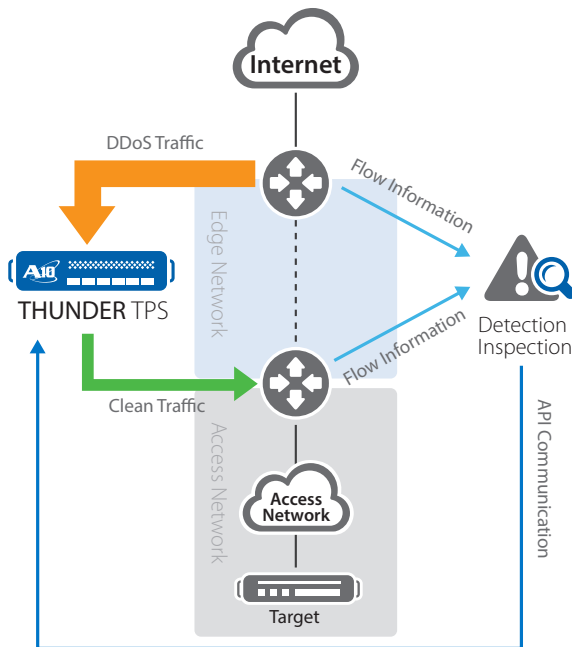 Internet
DDoS Traffic
Flow Information
Edge Network
A10
THUNDER TPS
Detection
Inspection
Flow Information
Clean Traffic
Access Network
API Communication
Access
Network
Target